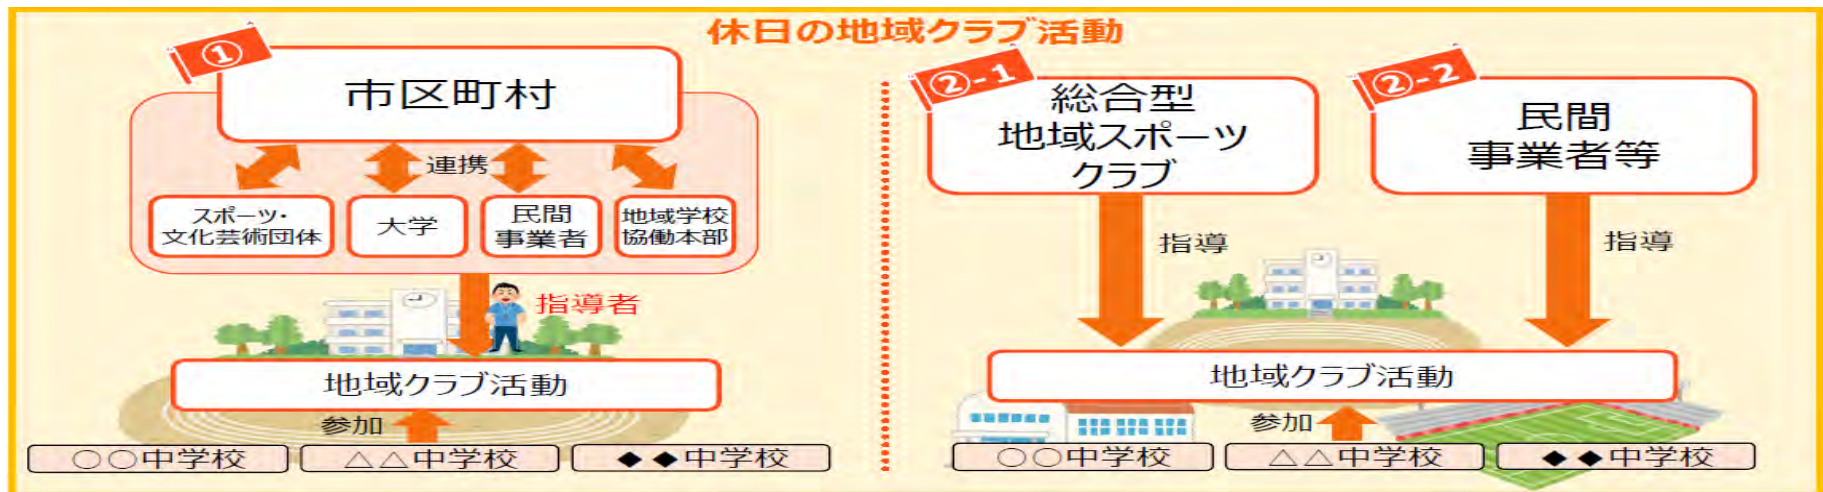 休日の地域クラブ活動
①
市区町村
連携
スポーツ・
文化芸術団体
大学
民間
事業者
地域学校
協働本部
指導者
地域クラブ活動
参加
○○中学校
△△中学校
◆◆中学校
②-1
総合型
地域スポーツ
クラブ
②-2
民間
事業者等
指導
指導
地域クラブ活動
参加
○○中学校
△△中学校
◆◆中学校